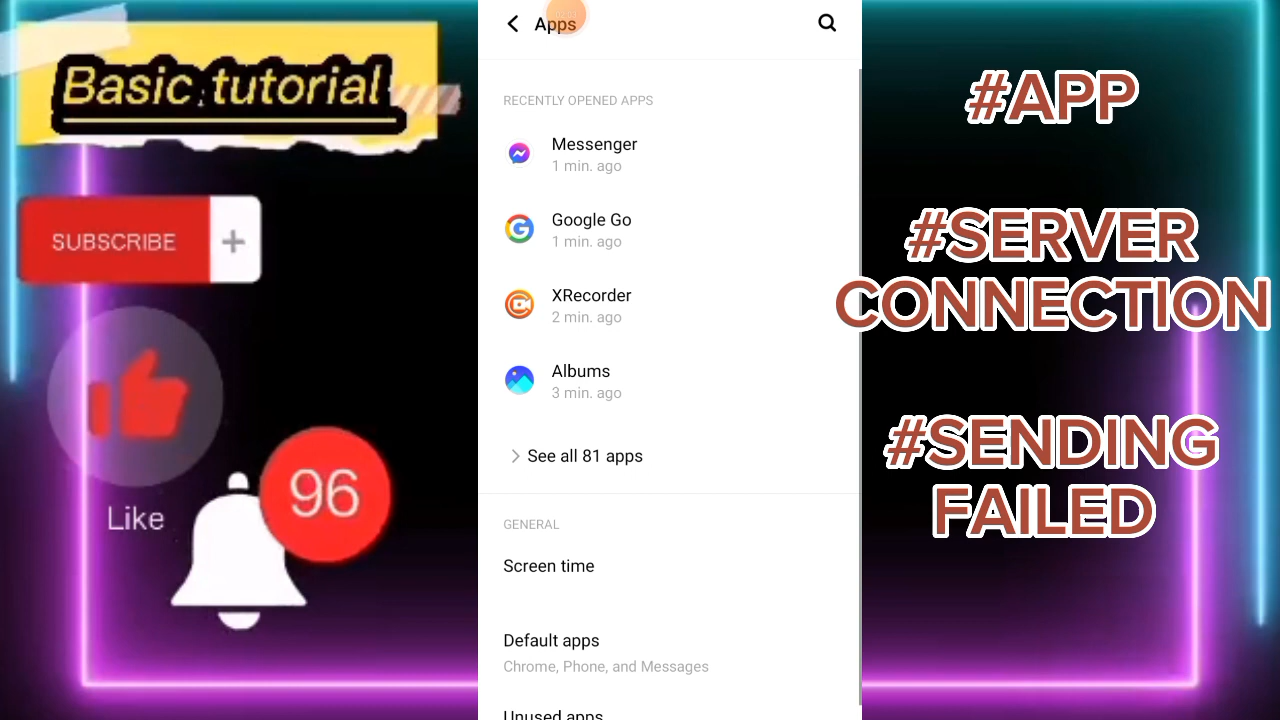 Basic tutorial
SUBSCRIBE
Like
96
Apps
RECENTLY OPENED APPS
Messenger
1 min. ago
Google Go
1 min. ago
XRecorder
2 min. ago
Albums
3 min. ago
See all 81 apps
GENERAL
Screen time
Default apps
Chrome, Phone, and Messages
Unused apps
#APP
#SERVER
CONNECTION
#SENDING
FAILED